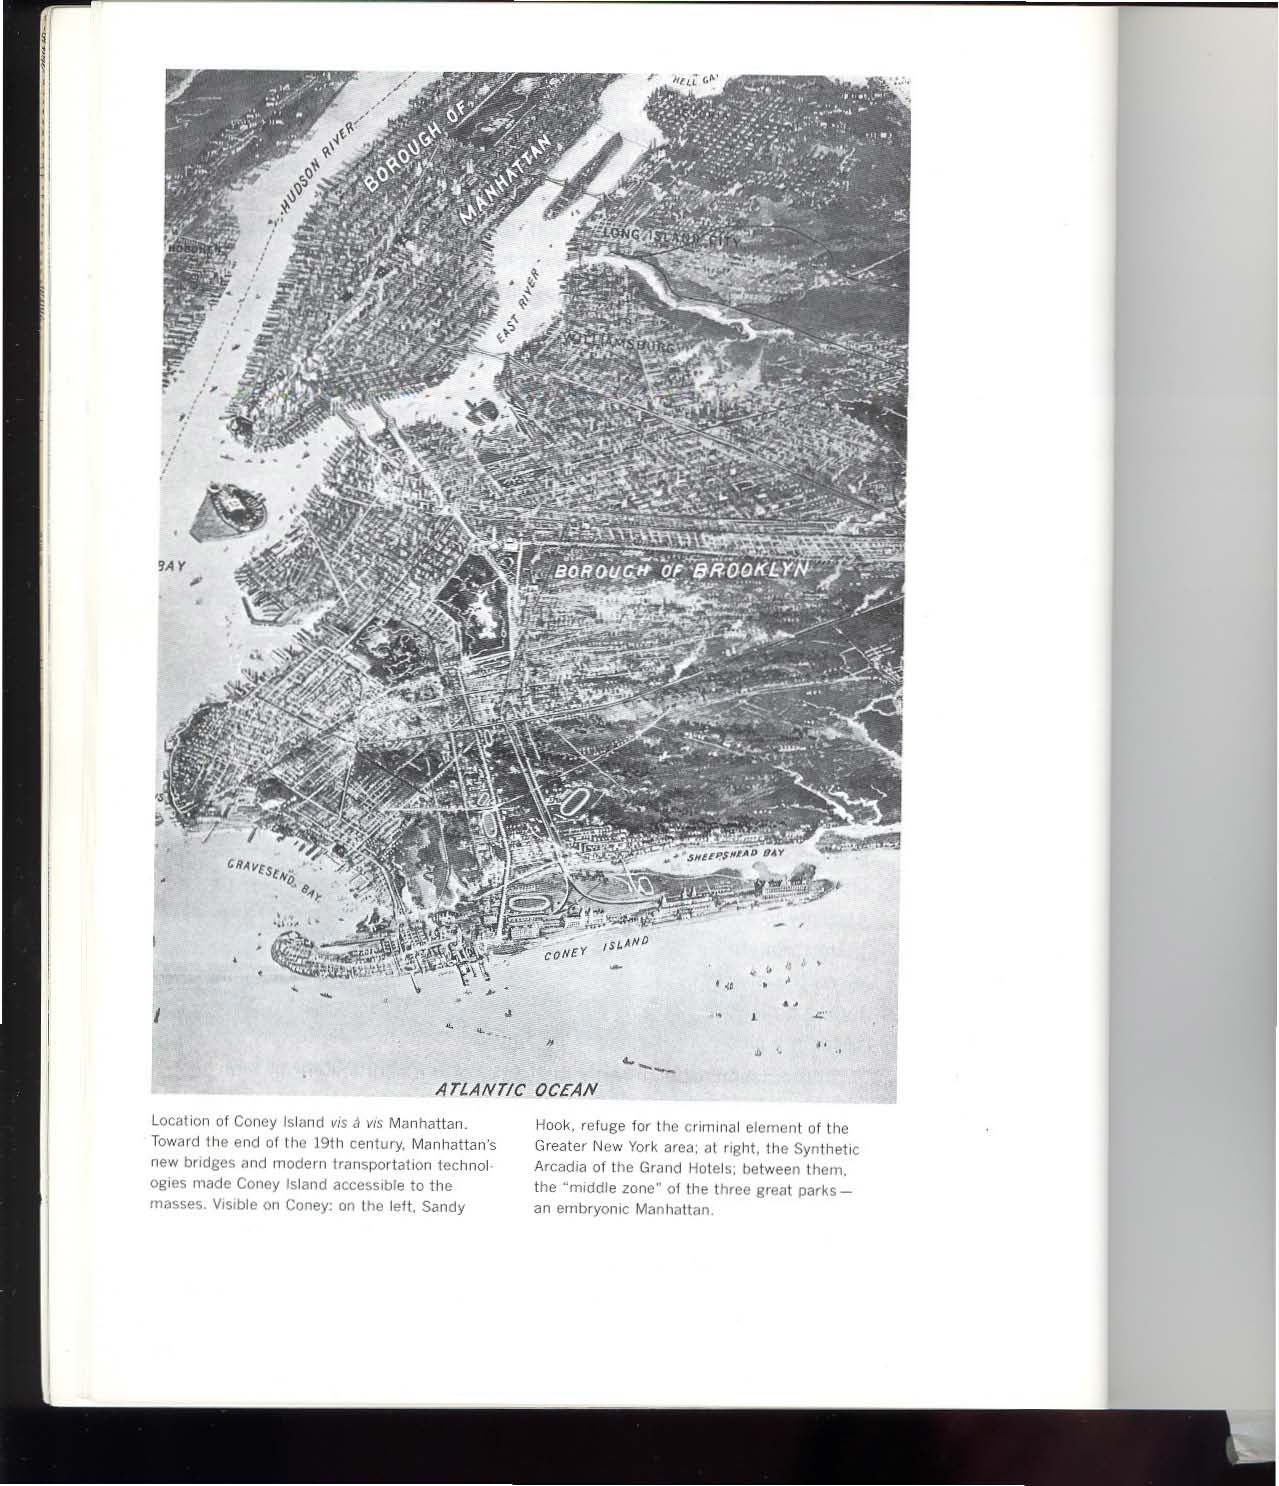 HELL GA
HUDSON RIVER
BOROUGH OF
MANHATTAN
HOBOKEN
LONG ISLAND CITY
EAST RIVER
WILLIAMSBURG
BAY
BOROUGH OF BROOKLYN
GRAVESEND BAY
SHEEPSHEAD BAY
CONEY ISLAND
ATLANTIC OCEAN
Location of Coney Island vis à vis Manhattan.
Toward the end of the 19th century, Manhattan's
new bridges and modern transportation technol-
ogies made Coney Island accessible to the
masses. Visible on Coney: on the left, Sandy
Hook, refuge for the criminal element of the
Greater New York area; at right, the Synthetic
Arcadia of the Grand Hotels; between them,
the “middle zone” of the three great parks—
an embryonic Manhattan.